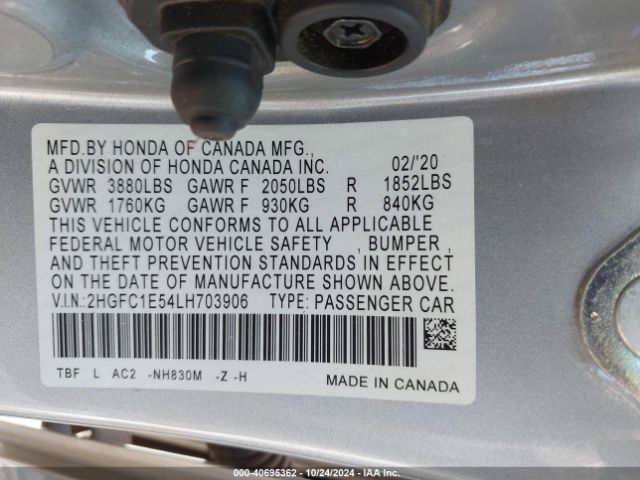 MFD.BY HONDA OF CANADA MFG.,
A DIVISION OF HONDA CANADA INC. 02/'20
GVWR 3880LBS GAWR F 2050LBS R 1852LBS
GVWR 1760KG GAWR F 930KG R 840KG
THIS VEHICLE CONFORMS TO ALL APPLICABLE
FEDERAL MOTOR VEHICLE SAFETY , BUMPER ,
AND THEFT PREVENTION STANDARDS IN EFFECT
ON THE DATE OF MANUFACTURE SHOWN ABOVE.
V.I.N.:2HGFC1E54LH703906 TYPE: PASSENGER CAR
TBF L AC2 -NH830M -Z -H
MADE IN CANADA
000-40695362 - 10/24/2024 - IAA Inc.